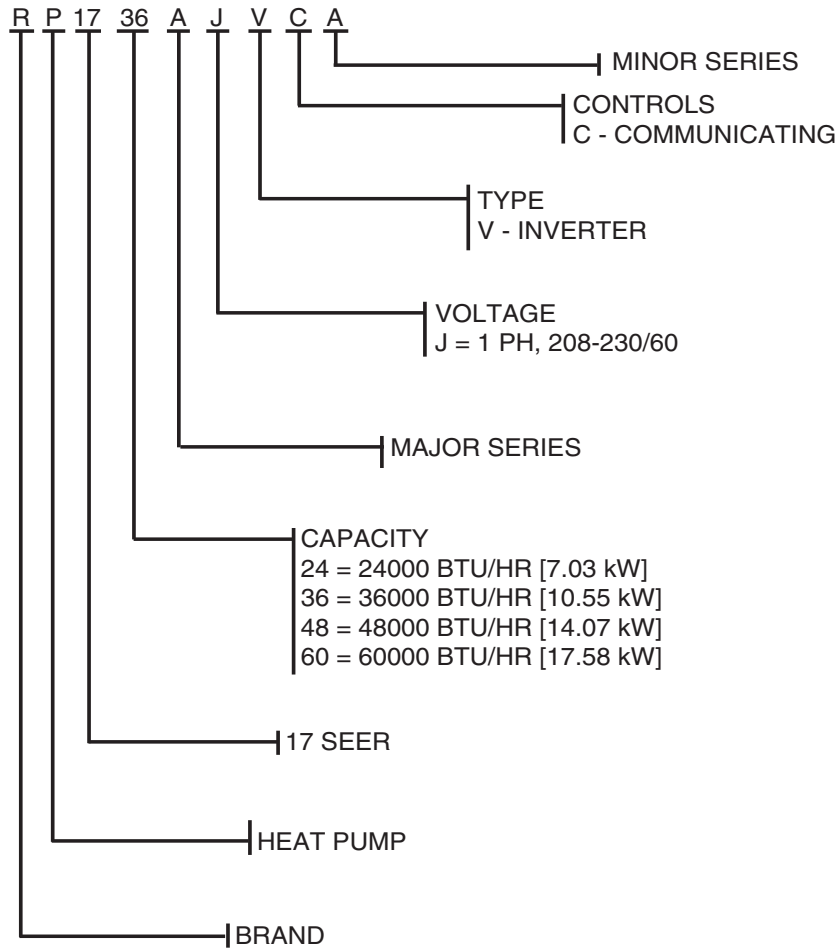 R P 17 36 A J V C A
MINOR SERIES
CONTROLS
C - COMMUNICATING
TYPE
V - INVERTER
VOLTAGE
J = 1 PH, 208-230/60
MAJOR SERIES
CAPACITY
24 = 24000 BTU/HR [7.03 kW]
36 = 36000 BTU/HR [10.55 kW]
48 = 48000 BTU/HR [14.07 kW]
60 = 60000 BTU/HR [17.58 kW]
17 SEER
HEAT PUMP
BRAND